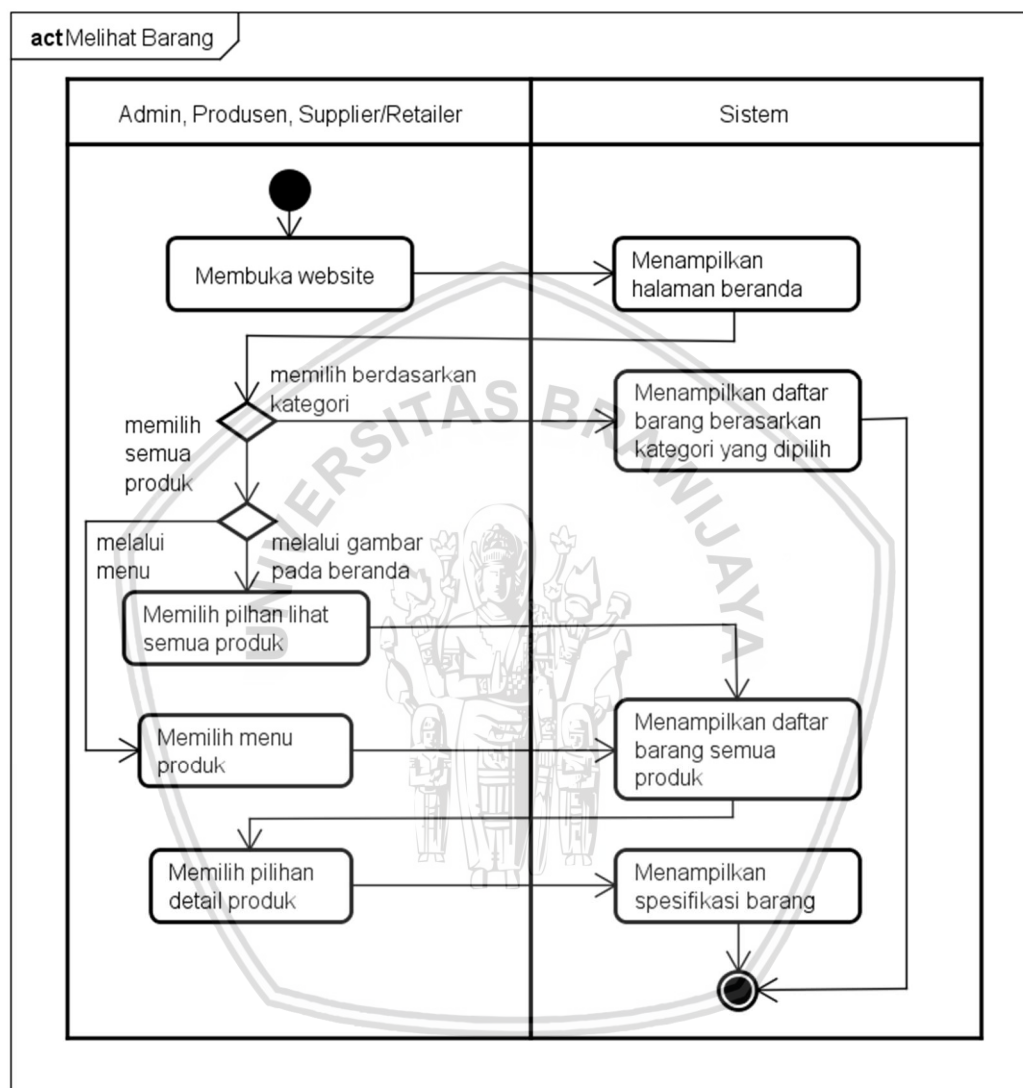 act Melihat Barang
Admin, Produsen, Supplier/Retailer
Sistem
Membuka website
Menampilkan
halaman beranda
memilih berdasarkan
kategori
Menampilkan daftar
barang berasarkan
kategori yang dipilih
memilih
semua
produk
melalui
menu
melalui gambar
pada beranda
Memilih pilhan lihat
semua produk
Memilih menu
produk
Menampilkan daftar
barang semua
produk
Memilih pilihan
detail produk
Menampilkan
spesifikasi barang
UNIVERSITAS BRAWIJAYA